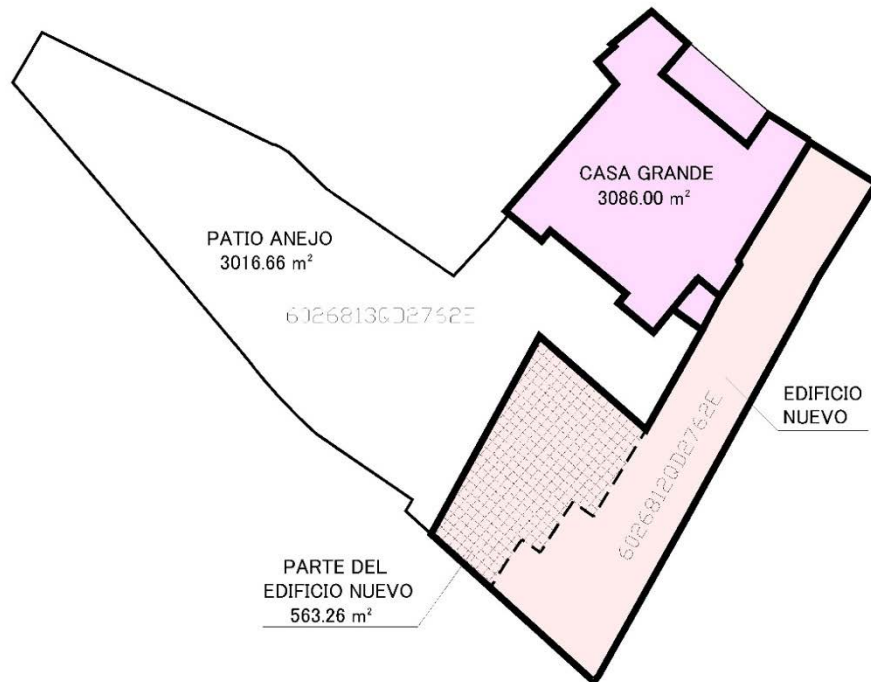 CASA GRANDE
3086.00 m²
PATIO ANEJO
3016.66 m²
6026813QD2762E
EDIFICIO
NUEVO
6026812QD2762E
PARTE DEL
EDIFICIO NUEVO
563.26 m²